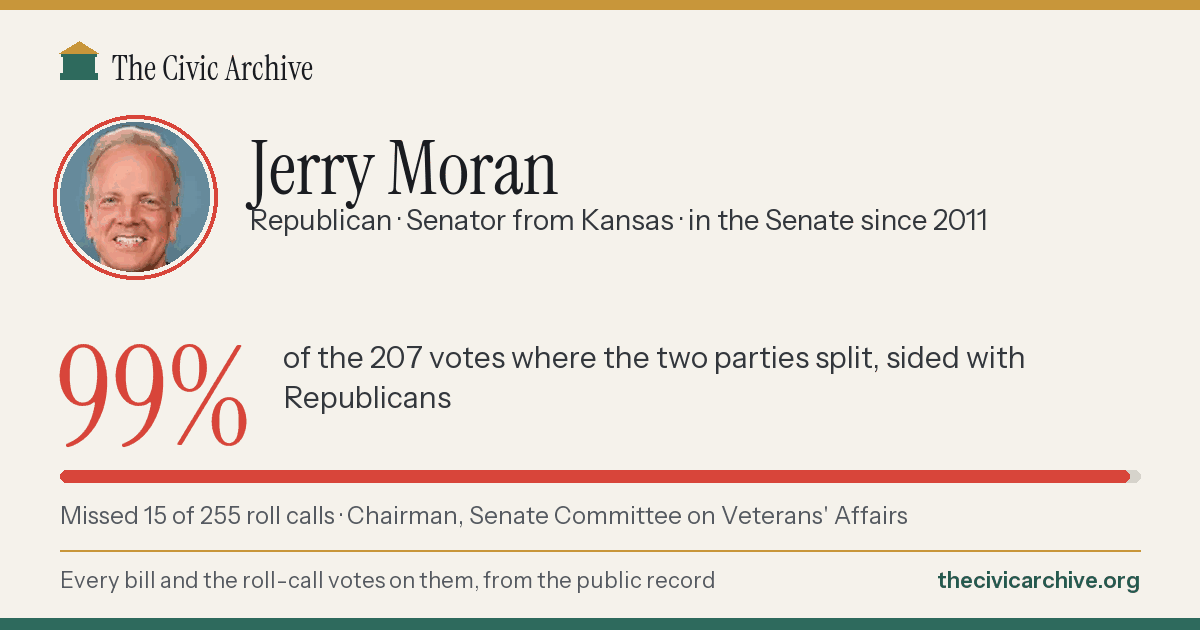 The Civic Archive
Jerry Moran
Republican · Senator from Kansas · in the Senate since 2011
99%
of the 207 votes where the two parties split, sided with
Republicans
Missed 15 of 255 roll calls · Chairman, Senate Committee on Veterans' Affairs
Every bill and the roll-call votes on them, from the public record
thecivicarchive.org